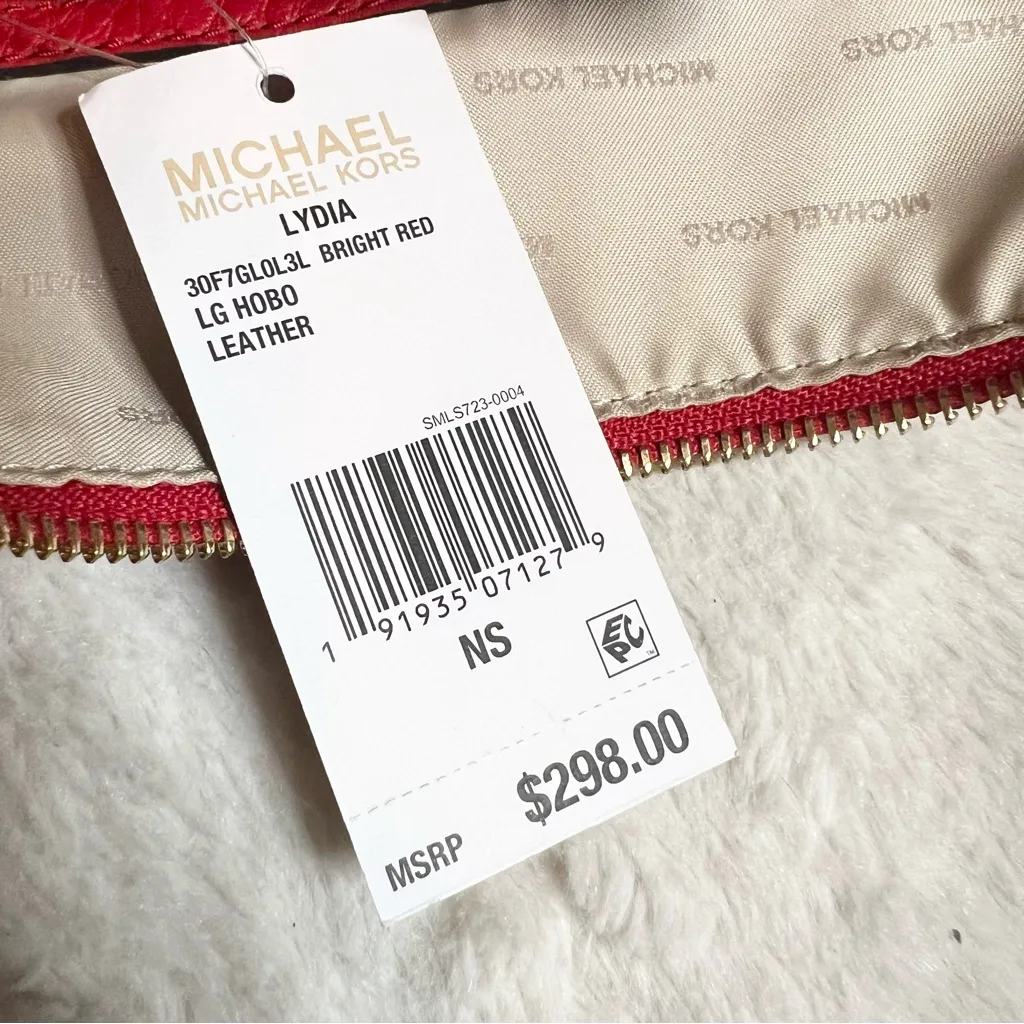 MICHAEL KORS
MICHAEL KORS
MICHAEL KORS
MICHAEL
MICHAEL KORS
LYDIA
30F7GL0L3L BRIGHT RED
LG HOBO
LEATHER
SMLS723-0004
1 91935 07127 9
NS
EPC
TM
$298.00
MSRP